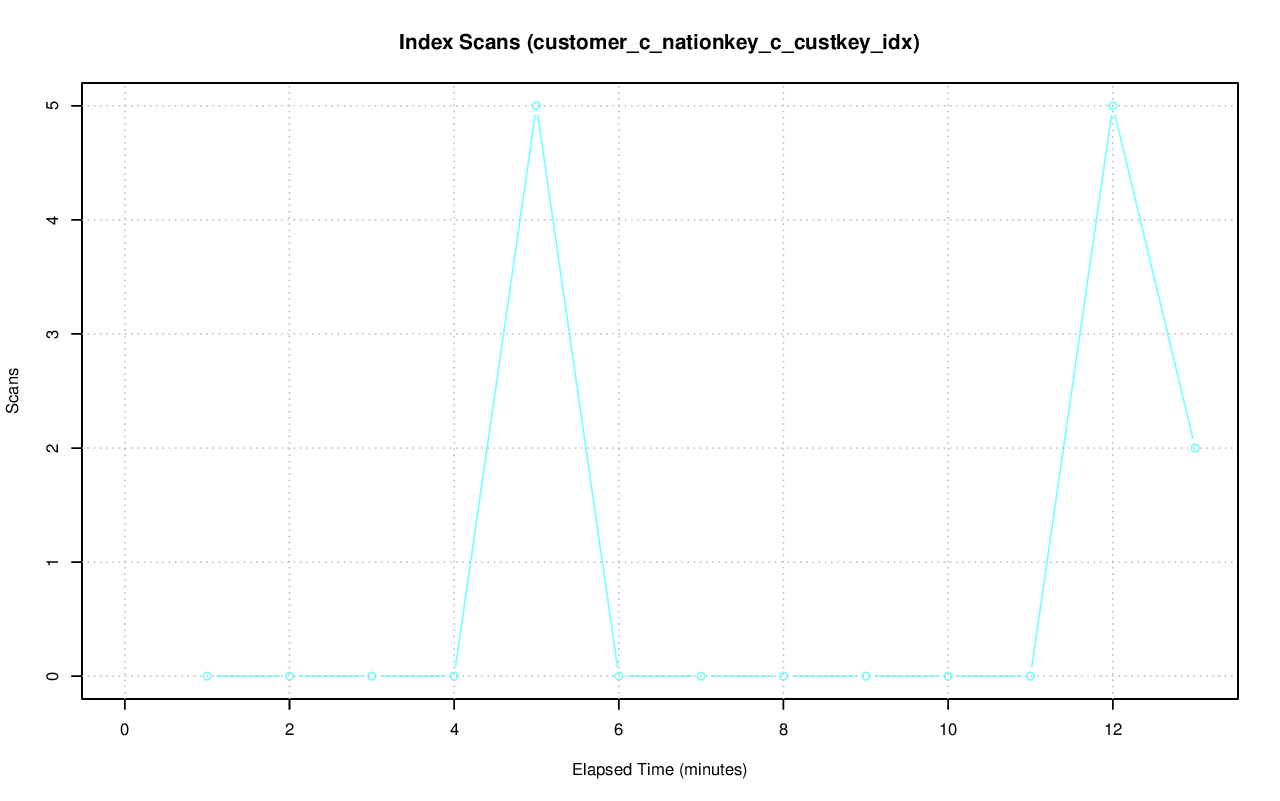 Index Scans (customer_c_nationkey_c_custkey_idx)
5
4
3
2
1
0
Scans
0 2 4 6 8 10 12
Elapsed Time (minutes)